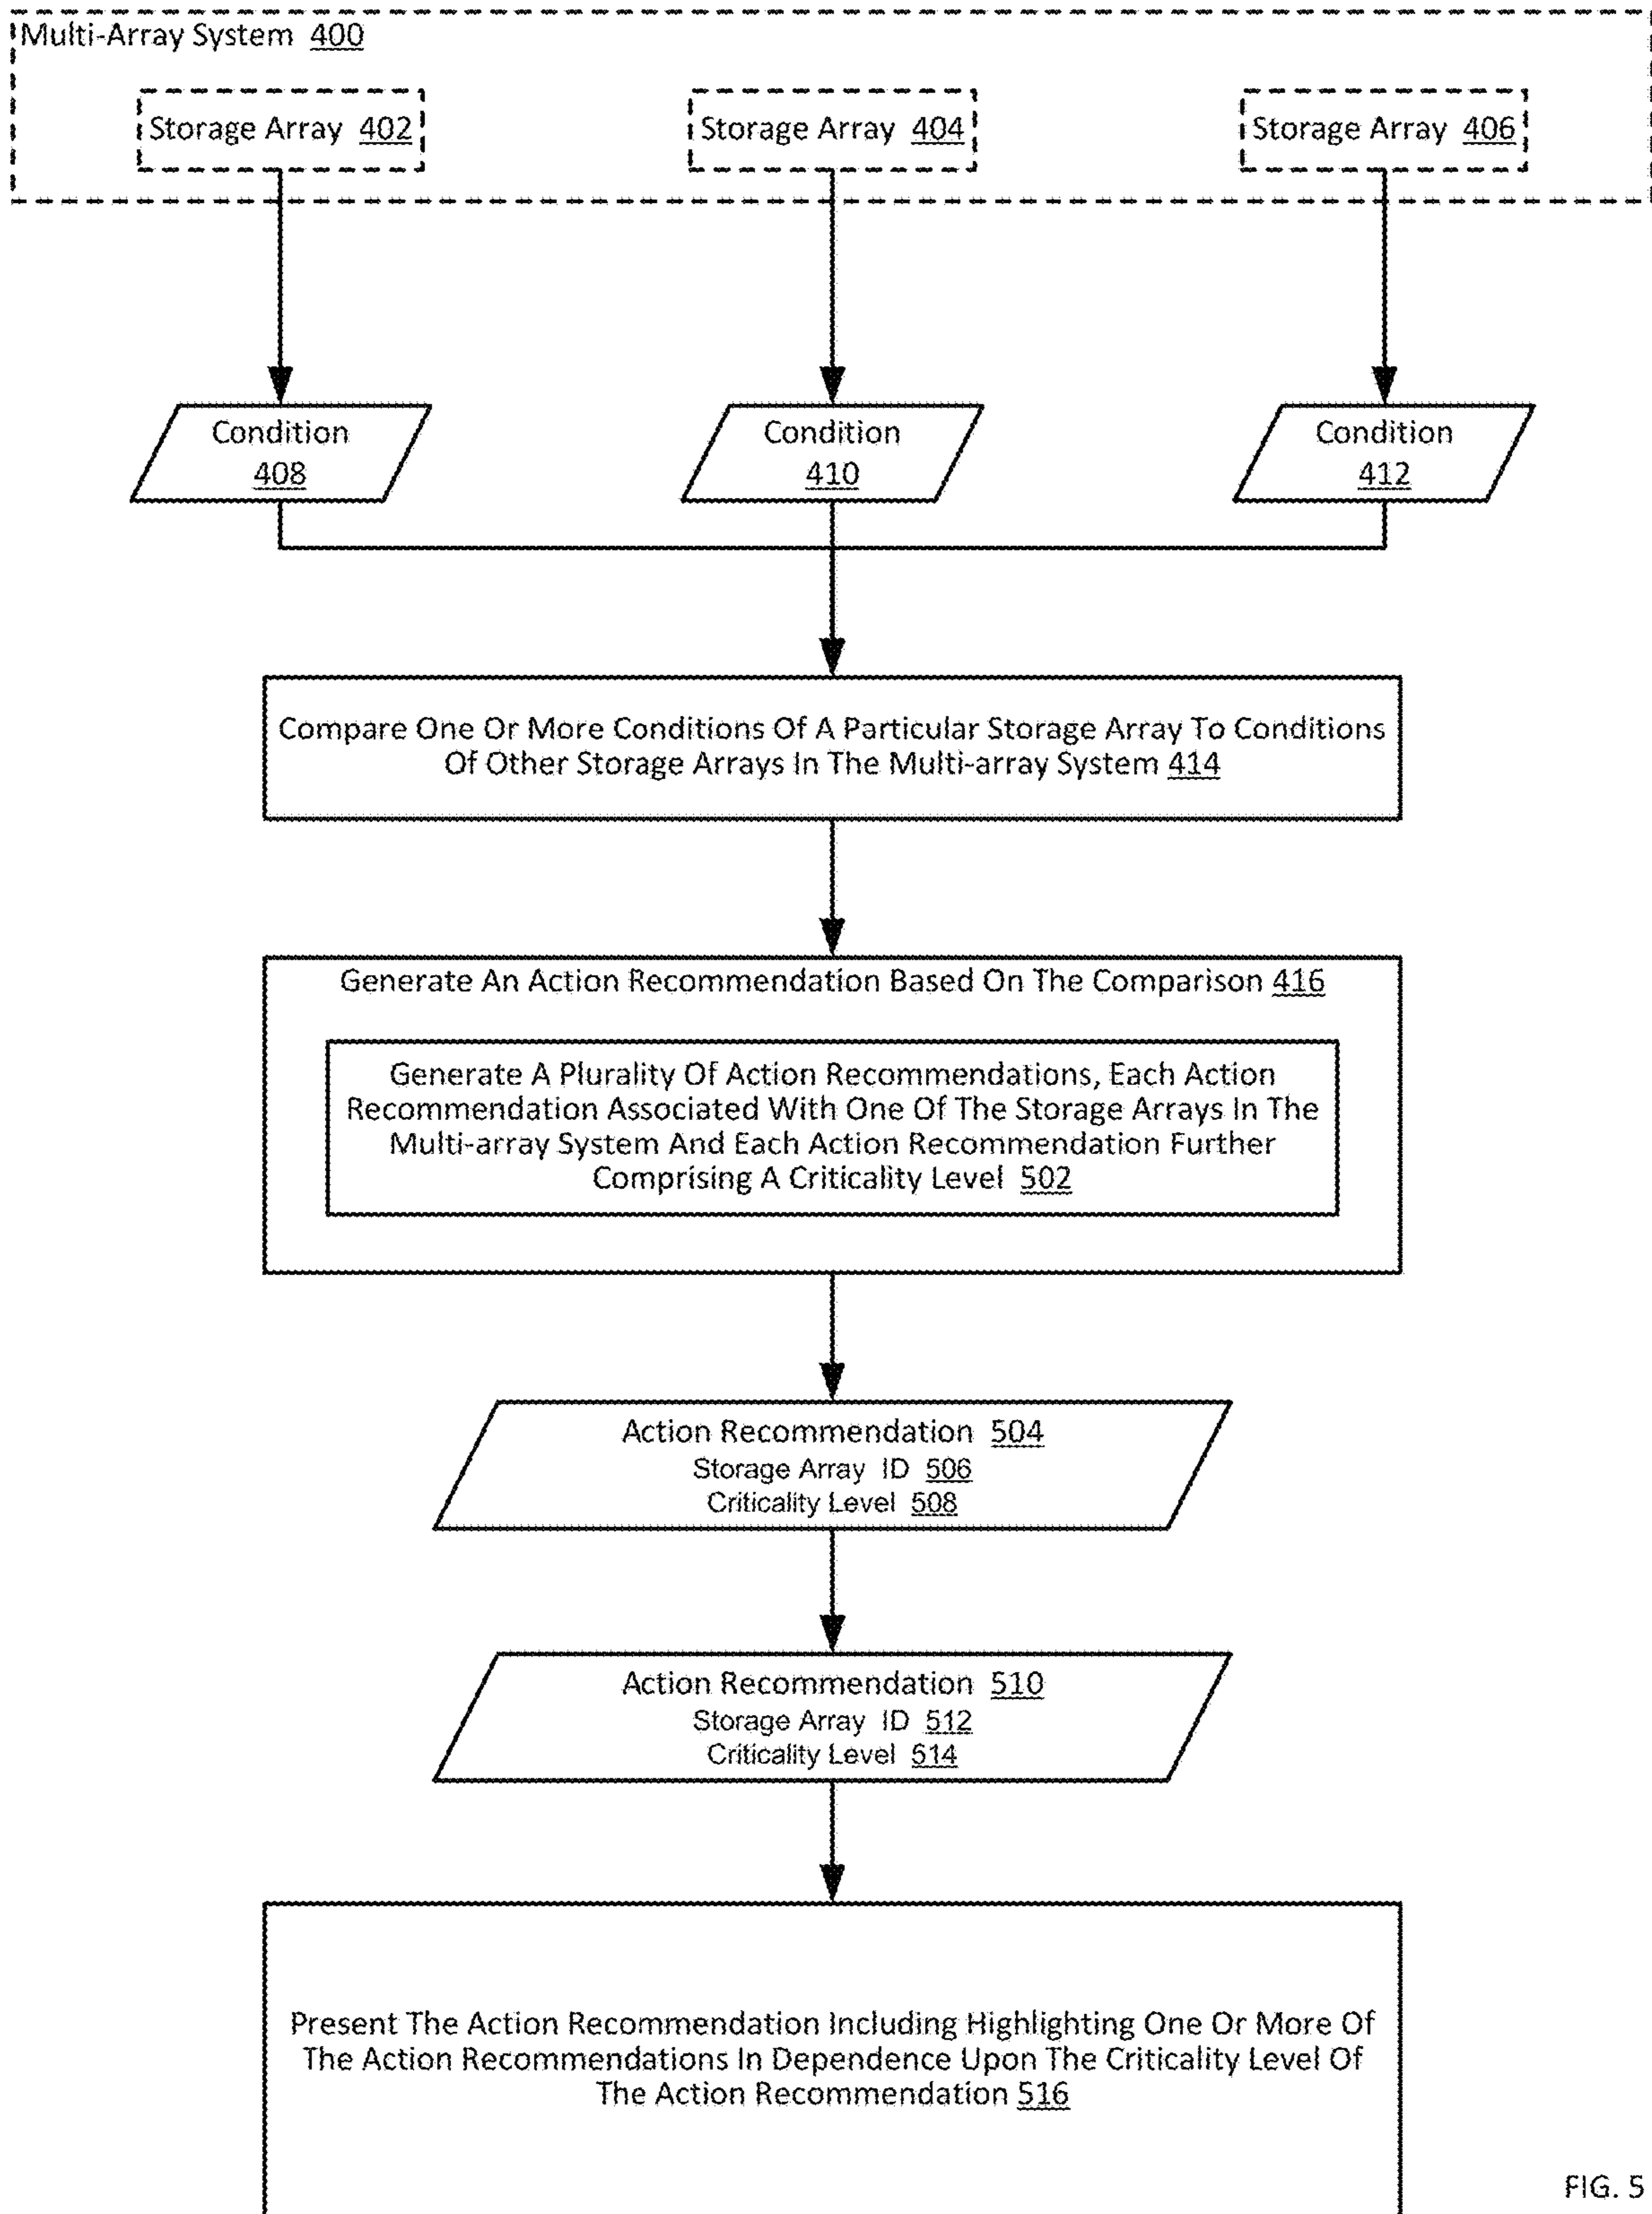 Multi-Array System 400
Storage Array 402
Storage Array 404
Storage Array 406
Condition
408
Condition
410
Condition
412
Compare One Or More Conditions Of A Particular Storage Array To Conditions
Of Other Storage Arrays In The Multi-array System 414
Generate An Action Recommendation Based On The Comparison 416
Generate A Plurality Of Action Recommendations, Each Action
Recommendation Associated With One Of The Storage Arrays In The
Multi-array System And Each Action Recommendation Further
Comprising A Criticality Level 502
Action Recommendation 504
Storage Array ID 506
Criticality Level 508
Action Recommendation 510
Storage Array ID 512
Criticality Level 514
Present The Action Recommendation Including Highlighting One Or More Of
The Action Recommendations In Dependence Upon The Criticality Level Of
The Action Recommendation 516
FIG. 5